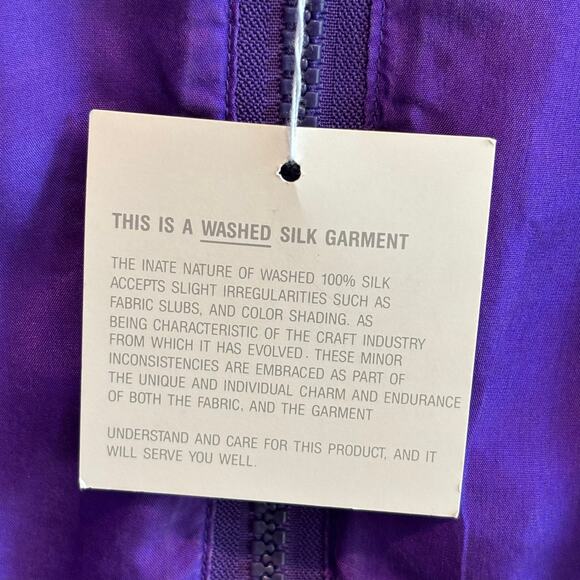 THIS IS A WASHED SILK GARMENT
THE INATE NATURE OF WASHED 100% SILK
ACCEPTS SLIGHT IRREGULARITIES SUCH AS
FABRIC SLUBS, AND COLOR SHADING. AS
BEING CHARACTERISTIC OF THE CRAFT INDUSTRY
FROM WHICH IT HAS EVOLVED. THESE MINOR
INCONSISTENCIES ARE EMBRACED AS PART OF
THE UNIQUE AND INDIVIDUAL CHARM AND ENDURANCE
OF BOTH THE FABRIC, AND THE GARMENT
UNDERSTAND AND CARE FOR THIS PRODUCT, AND IT
WILL SERVE YOU WELL.